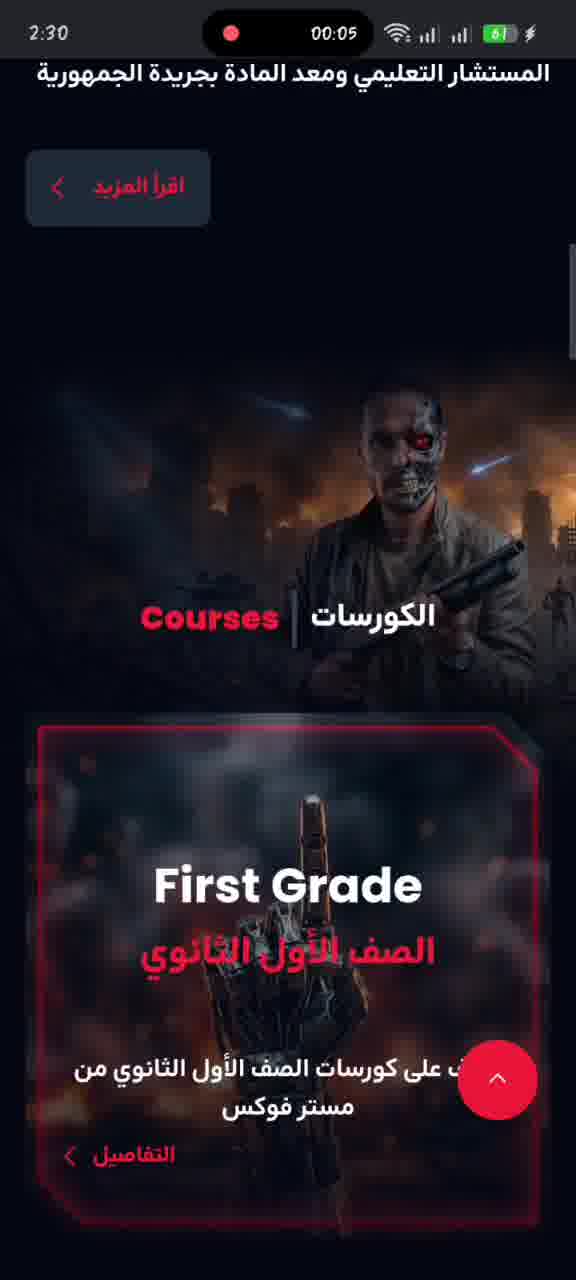 2:30
00:05
61
المستشار التعليمي ومعد المادة بجريدة الجمهورية
اقرأ المزيد
الكورسات | Courses
First Grade
الصف الأول الثانوي
على كورسات الصف الأول الثانوي من
مستر فوكس
التفاصيل